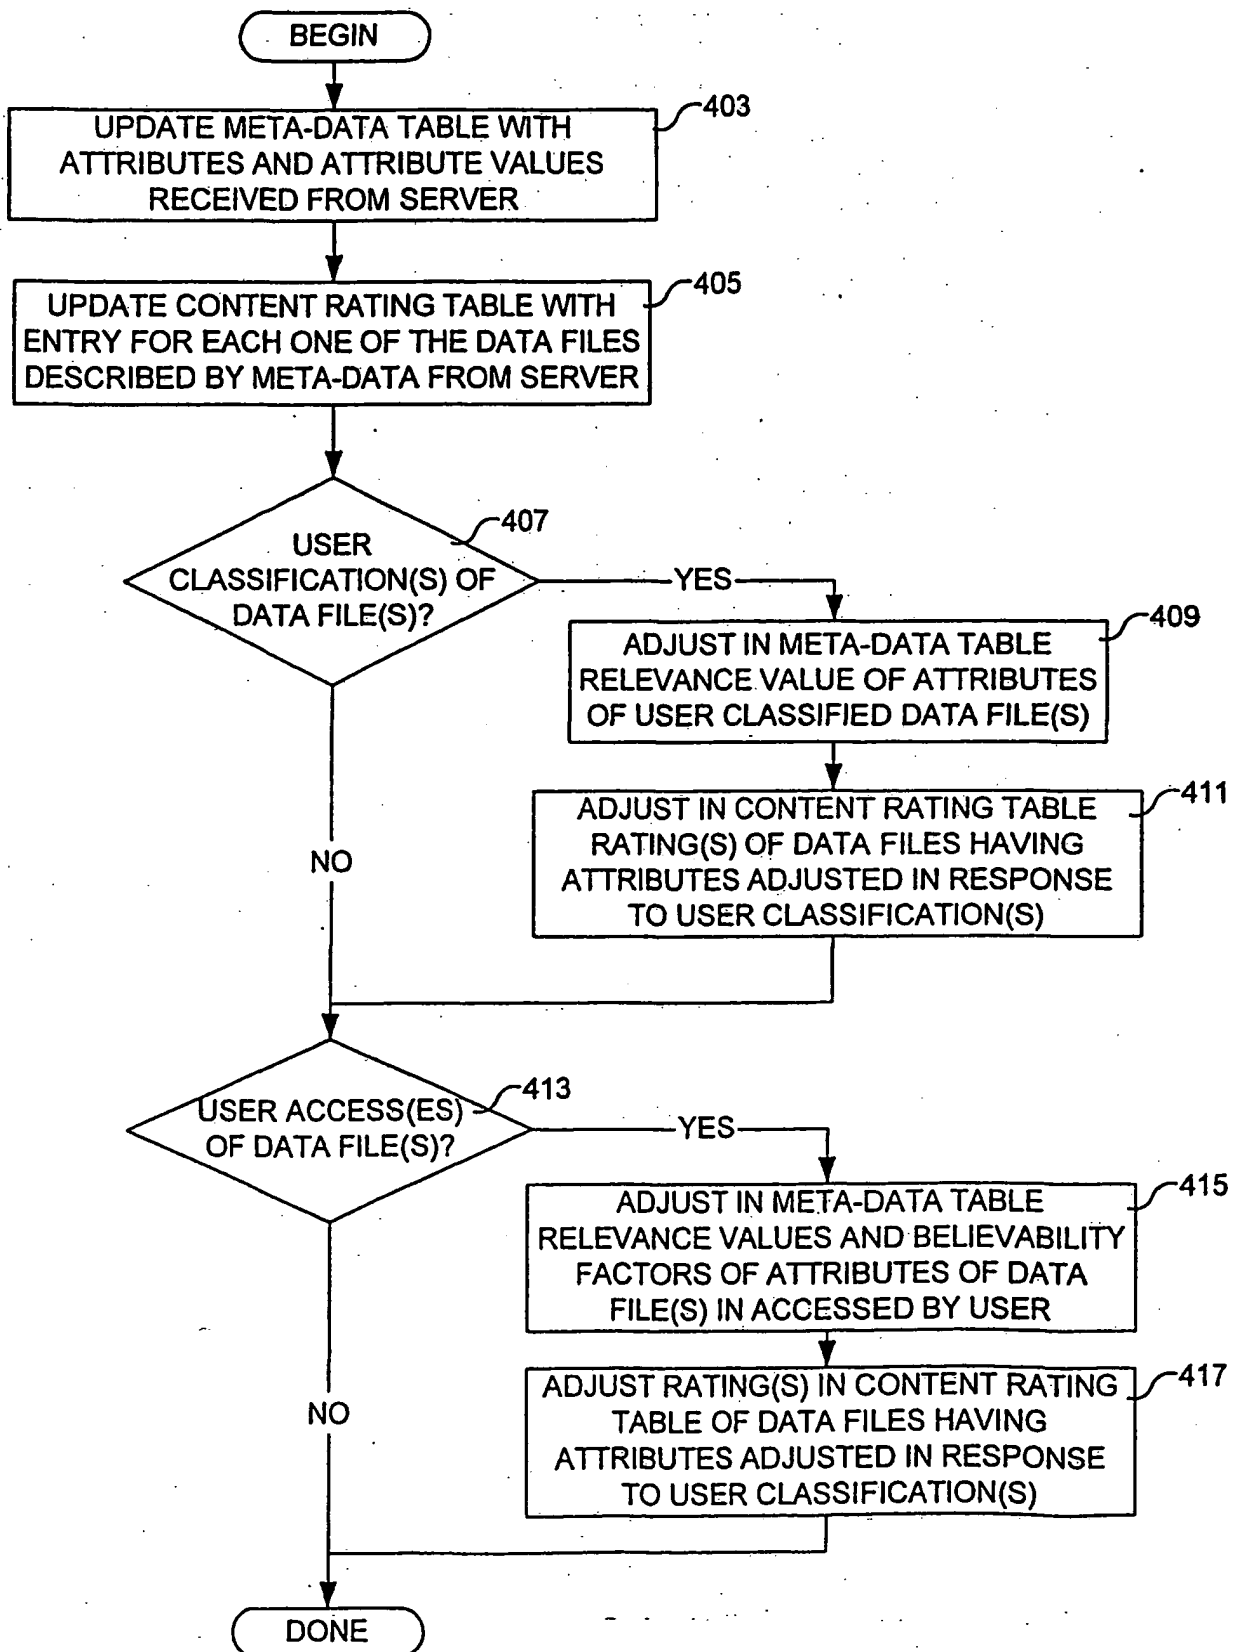 BEGIN
403
UPDATE META-DATA TABLE WITH
ATTRIBUTES AND ATTRIBUTE VALUES
RECEIVED FROM SERVER
405
UPDATE CONTENT RATING TABLE WITH
ENTRY FOR EACH ONE OF THE DATA FILES
DESCRIBED BY META-DATA FROM SERVER
407
USER
CLASSIFICATION(S) OF
DATA FILE(S)?
YES
409
ADJUST IN META-DATA TABLE
RELEVANCE VALUE OF ATTRIBUTES
OF USER CLASSIFIED DATA FILE(S)
411
ADJUST IN CONTENT RATING TABLE
RATING(S) OF DATA FILES HAVING
ATTRIBUTES ADJUSTED IN RESPONSE
TO USER CLASSIFICATION(S)
NO
413
USER ACCESS(ES)
OF DATA FILE(S)?
YES
415
ADJUST IN META-DATA TABLE
RELEVANCE VALUES AND BELIEVABILITY
FACTORS OF ATTRIBUTES OF DATA
FILE(S) IN ACCESSED BY USER
417
ADJUST RATING(S) IN CONTENT RATING
TABLE OF DATA FILES HAVING
ATTRIBUTES ADJUSTED IN RESPONSE
TO USER CLASSIFICATION(S)
NO
DONE